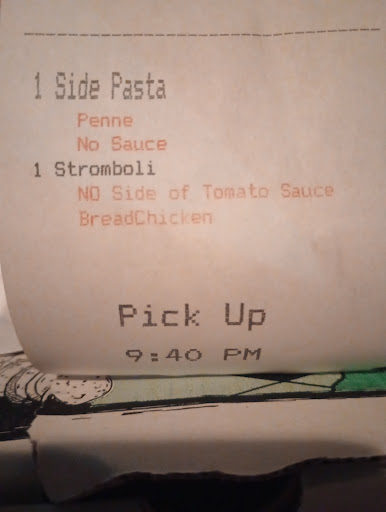 1 Side Pasta
Penne
No Sauce
1 Stromboli
NO Side of Tomato Sauce
BreadChicken
Pick Up
9:40 PM